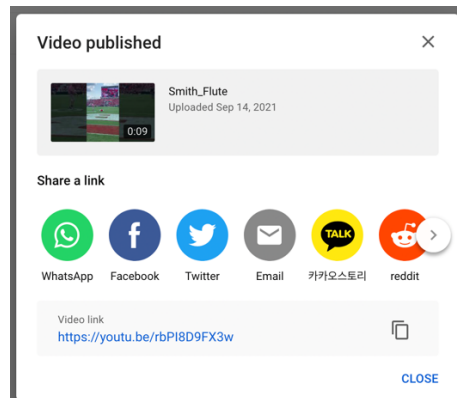 Video published
Smith_Flute
Uploaded Sep 14, 2021
0:09
Share a link
TALK
WhatsApp Facebook Twitter Email 카카오스토리 reddit
Video link
https://youtu.be/rbPI8D9FX3w
CLOSE